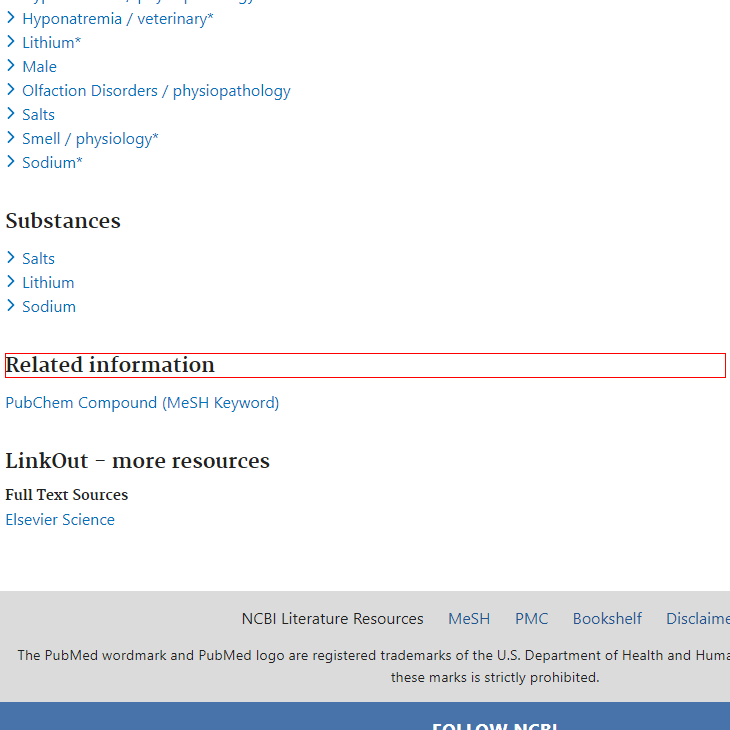 Hyponatremia / veterinary*
Lithium*
Male
Olfaction Disorders / physiopathology
Salts
Smell / physiology*
Sodium*
Substances
Salts
Lithium
Sodium
Related information
PubChem Compound (MeSH Keyword)
LinkOut - more resources
Full Text Sources
Elsevier Science
NCBI Literature Resources MeSH PMC Bookshelf Disclaime
The PubMed wordmark and PubMed logo are registered trademarks of the U.S. Department of Health and Huma
these marks is strictly prohibited.
FOLLOW NCBI